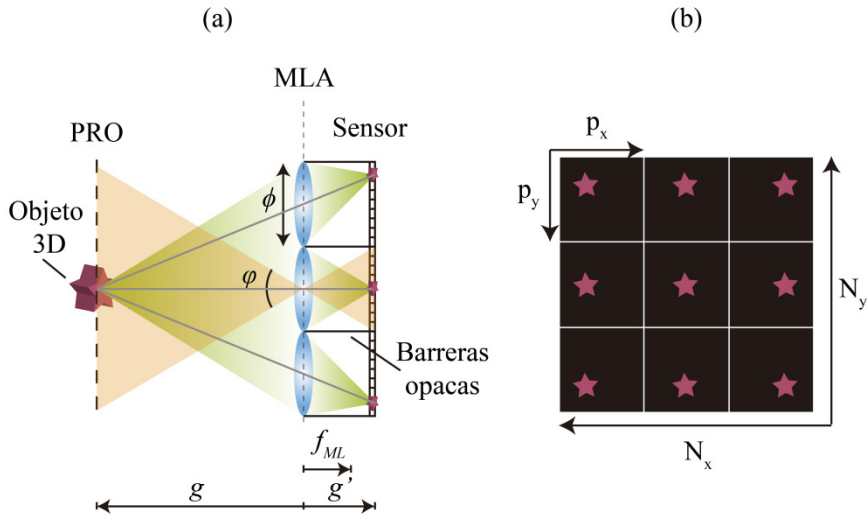 (a)
(b)
MLA
PRO
Sensor
Objeto
3D
ϕ
φ
Barreras
opacas
f_ML
g
g’
p_x
p_y
N_y
N_x